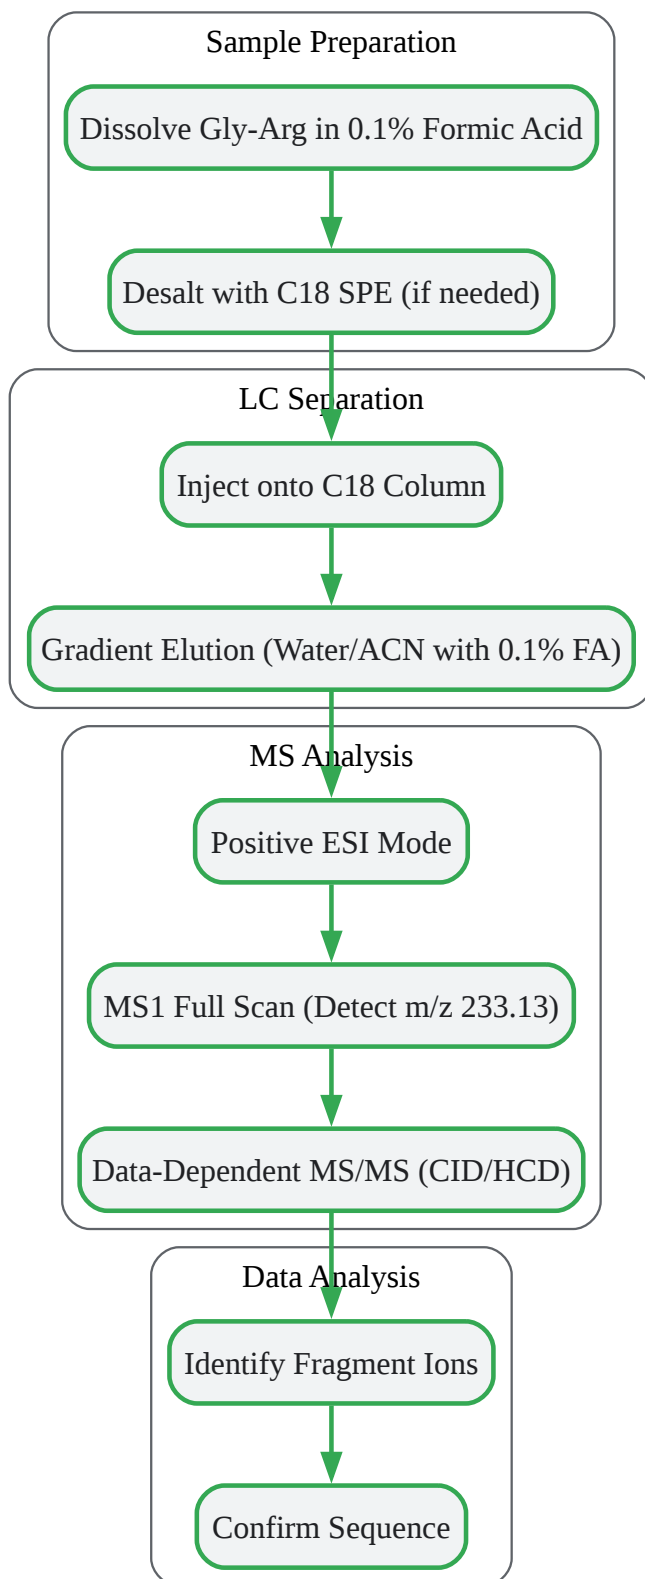 Sample Preparation
Dissolve Gly-Arg in 0.1% Formic Acid
Desalt with C18 SPE (if needed)
LC Separation
Inject onto C18 Column
Gradient Elution (Water/ACN with 0.1% FA)
MS Analysis
Positive ESI Mode
MS1 Full Scan (Detect m/z 233.13)
Data-Dependent MS/MS (CID/HCD)
Data Analysis
Identify Fragment Ions
Confirm Sequence